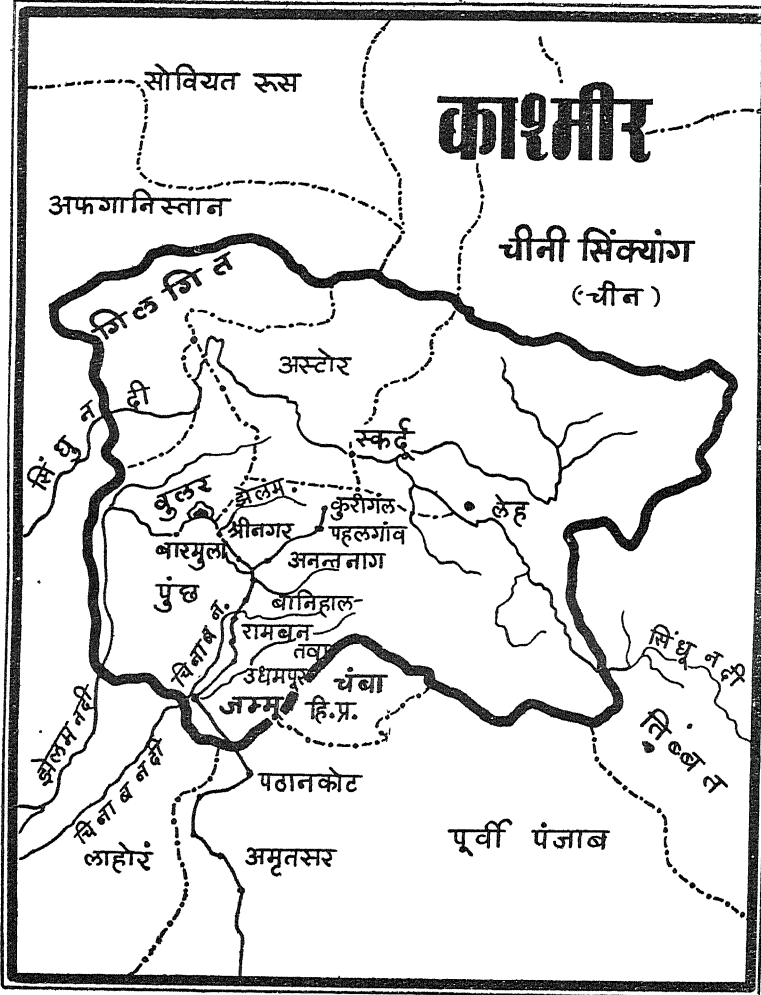 सोवियत रूस
काश्मीर
अफगानिस्तान
चीनी सिंक्यांग
(चीन)
गिलगित
अस्टोर
सिंधु नदी
स्कर्दू
वुलर
झेलम.
कुरीगंल
लेह
श्रीनगर
पहलगांव
बारमुला
अनन्तनाग
पुंछ
बानिहाल
चिनाब न.
रामबन
तवा
सिंधू नदी
उधमपूर
चंबा
जम्मू
हि.प्र.
तिब्बत
झेलम नदी
चिनाब नदी
पठानकोट
लाहोरं
अमृतसर
पूर्वी पंजाब